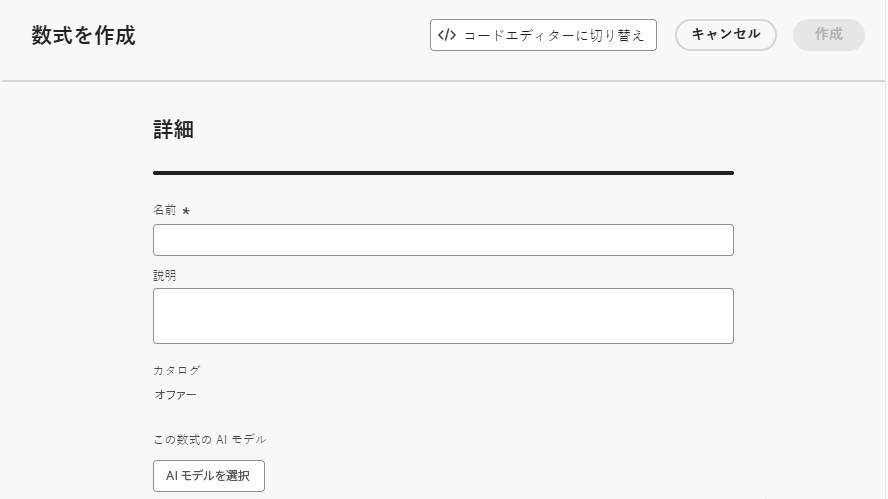 数式を作成
</> コードエディターに切り替え
キャンセル
作成
詳細
名前 *
説明
カタログ
オファー
この数式の AI モデル
AI モデルを選択